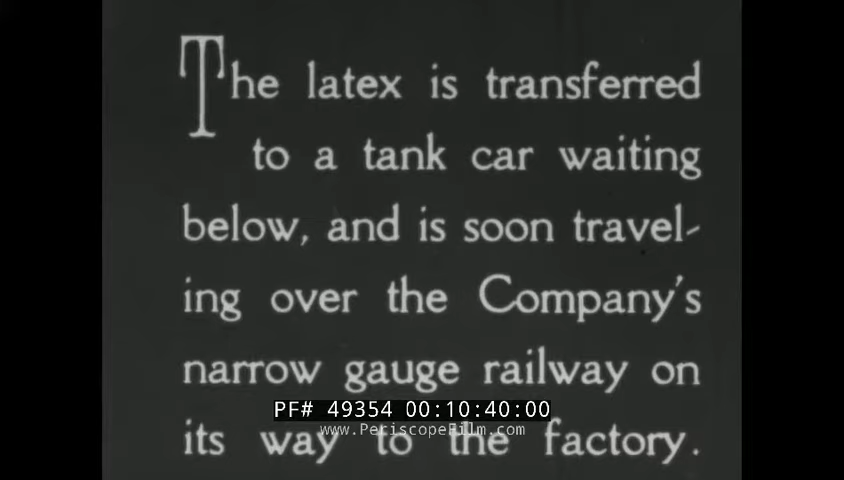 The latex is transferred
to a tank car waiting
below, and is soon travel-
ing over the Company's
narrow gauge railway on
PF# 49354 00:10:40:00
www.PeriscopeFilm.com
its way to the factory.